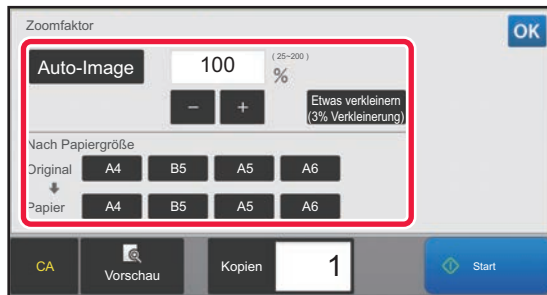 Zoomfaktor
OK
Auto-Image
100
(25~200)
%
−
+
Etwas verkleinern
(3% Verkleinerung)
Nach Papiergröße
Original A4 B5 A5 A6
Papier A4 B5 A5 A6
CA
Vorschau
Kopien
1
Start